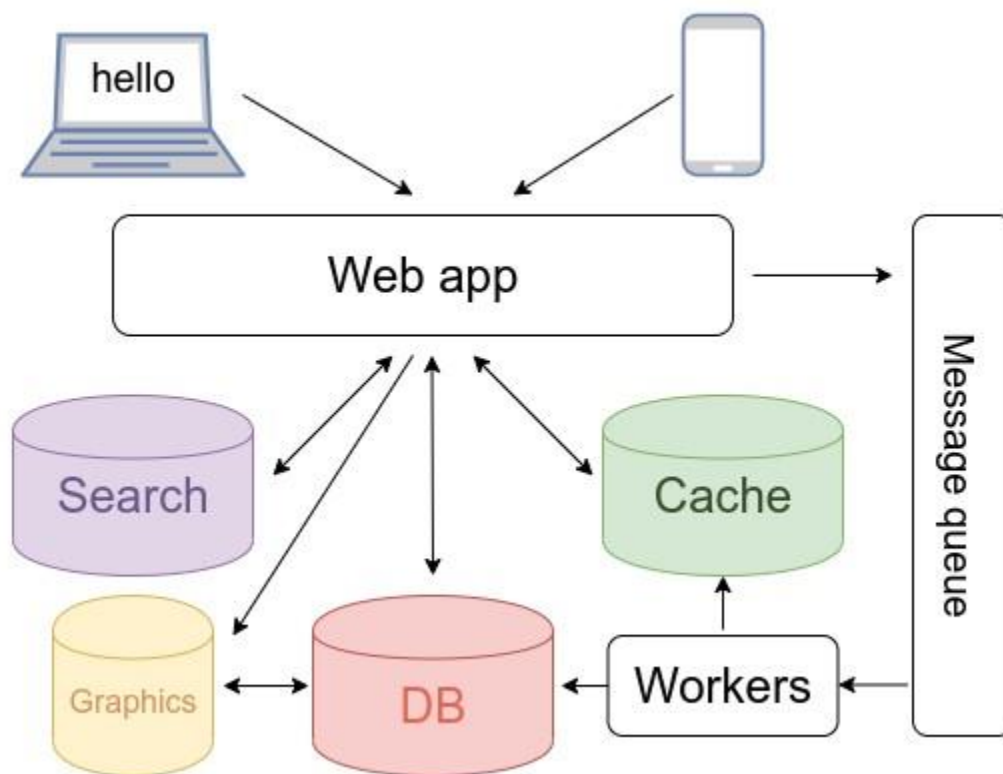 hello
Web app
Message queue
Search
Cache
Graphics
DB
Workers